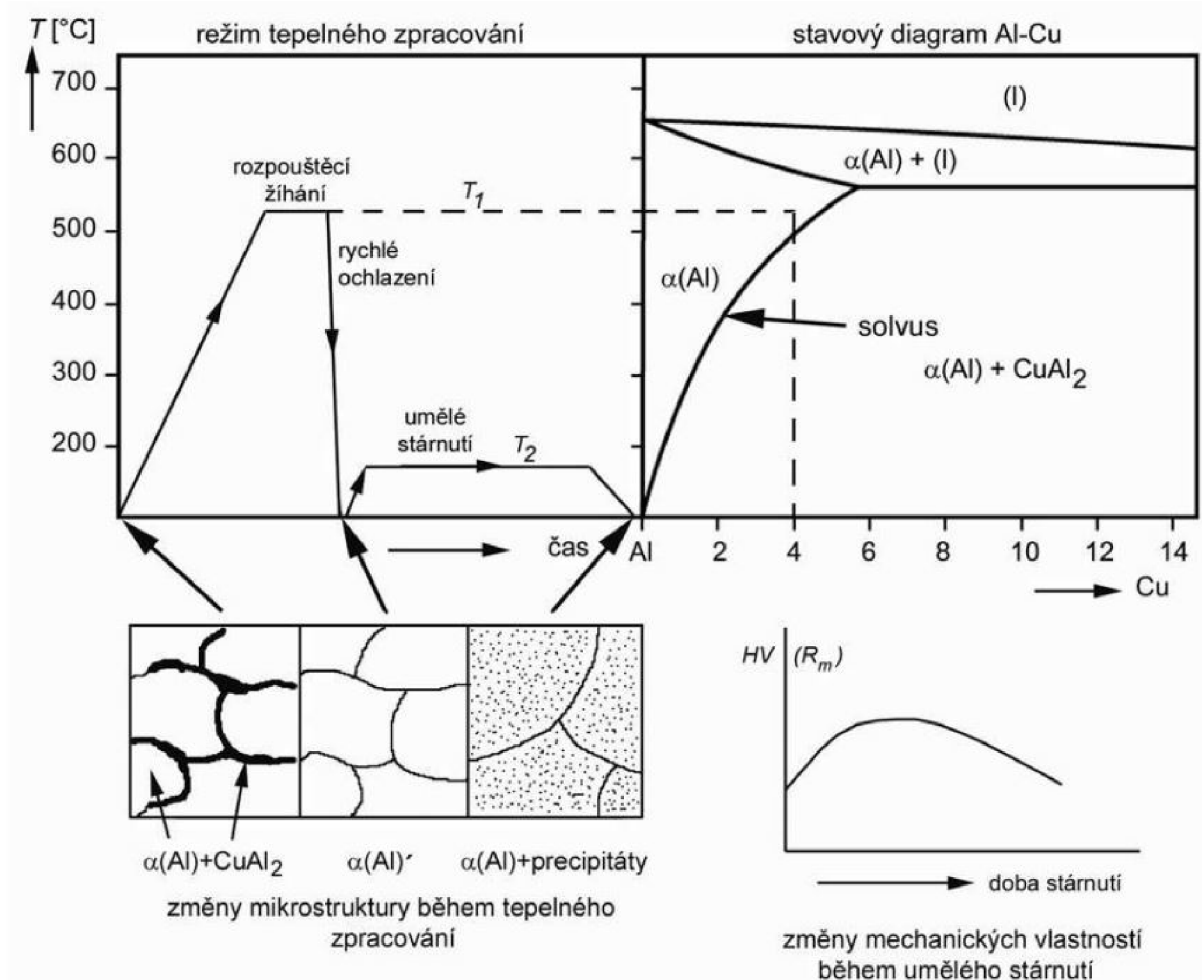 T [°C]
režim tepelného zpracování
stavový diagram Al-Cu
700
600
500
400
300
200
rozpouštěcí
žíhání
T1
rychlé
ochlazení
umělé
stárnutí
T2
čas
(l)
α(Al) + (l)
α(Al)
solvus
α(Al) + CuAl2
Al
2
4
6
8
10
12
14
Cu
α(Al)+CuAl2
α(Al)´
α(Al)+precipitáty
změny mikrostruktury během tepelného
zpracování
HV
(Rm)
doba stárnutí
změny mechanických vlastností
během umělého stárnutí